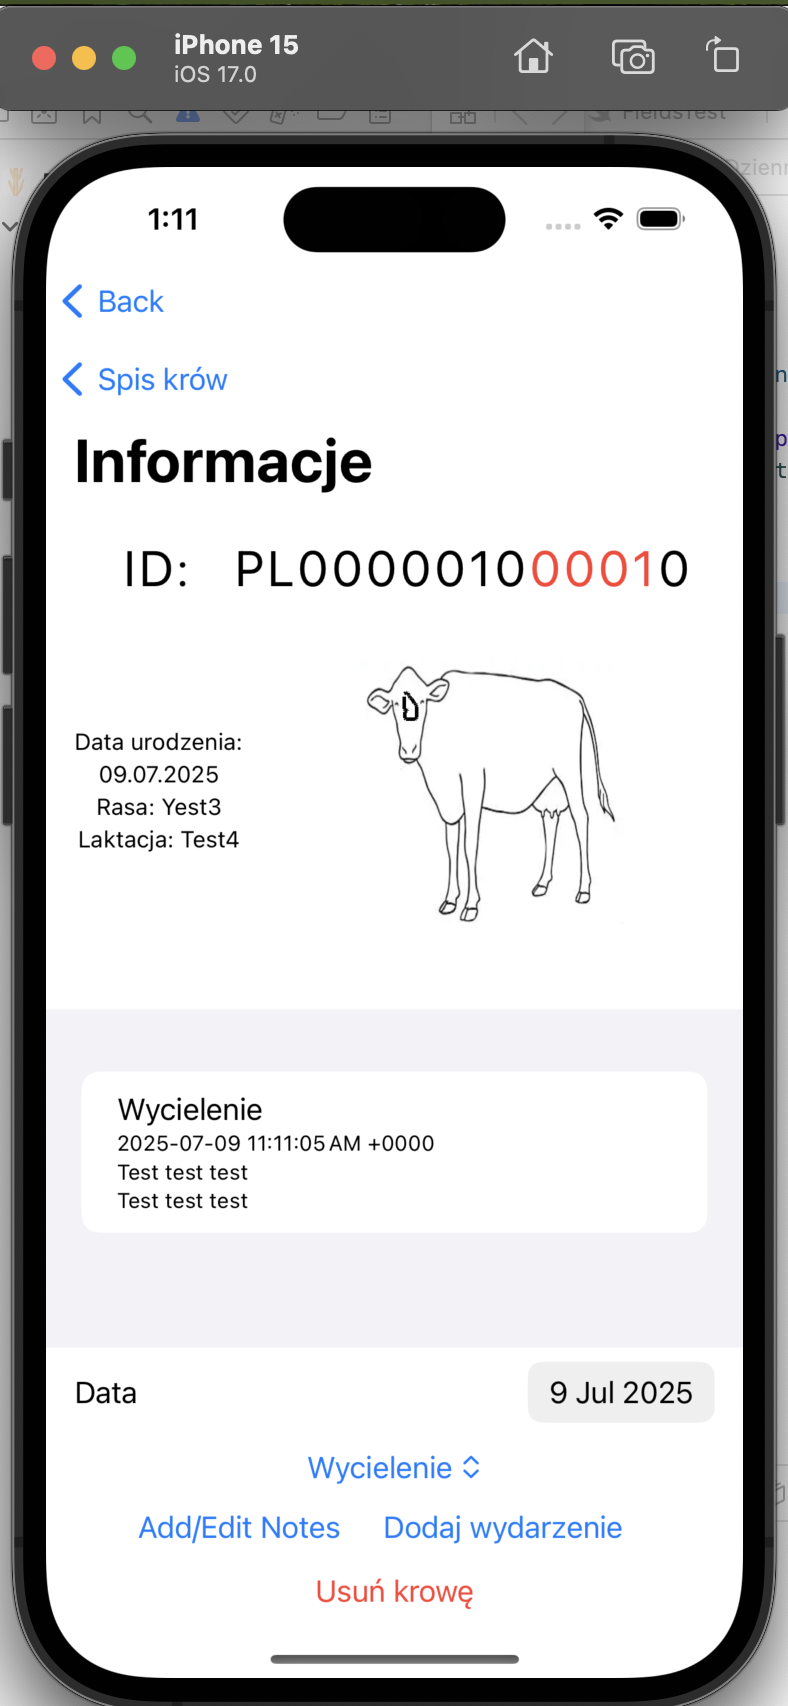 iPhone 15
iOS 17.0
FieldsTest
1:11
Back
Spis krów
Informacje
ID: PL000001000010
Data urodzenia:
09.07.2025
Rasa: Yest3
Laktacja: Test4
Wycielenie
2025-07-09 11:11:05 AM +0000
Test test test
Test test test
Data
9 Jul 2025
Wycielenie
Add/Edit Notes
Dodaj wydarzenie
Usuń krowę